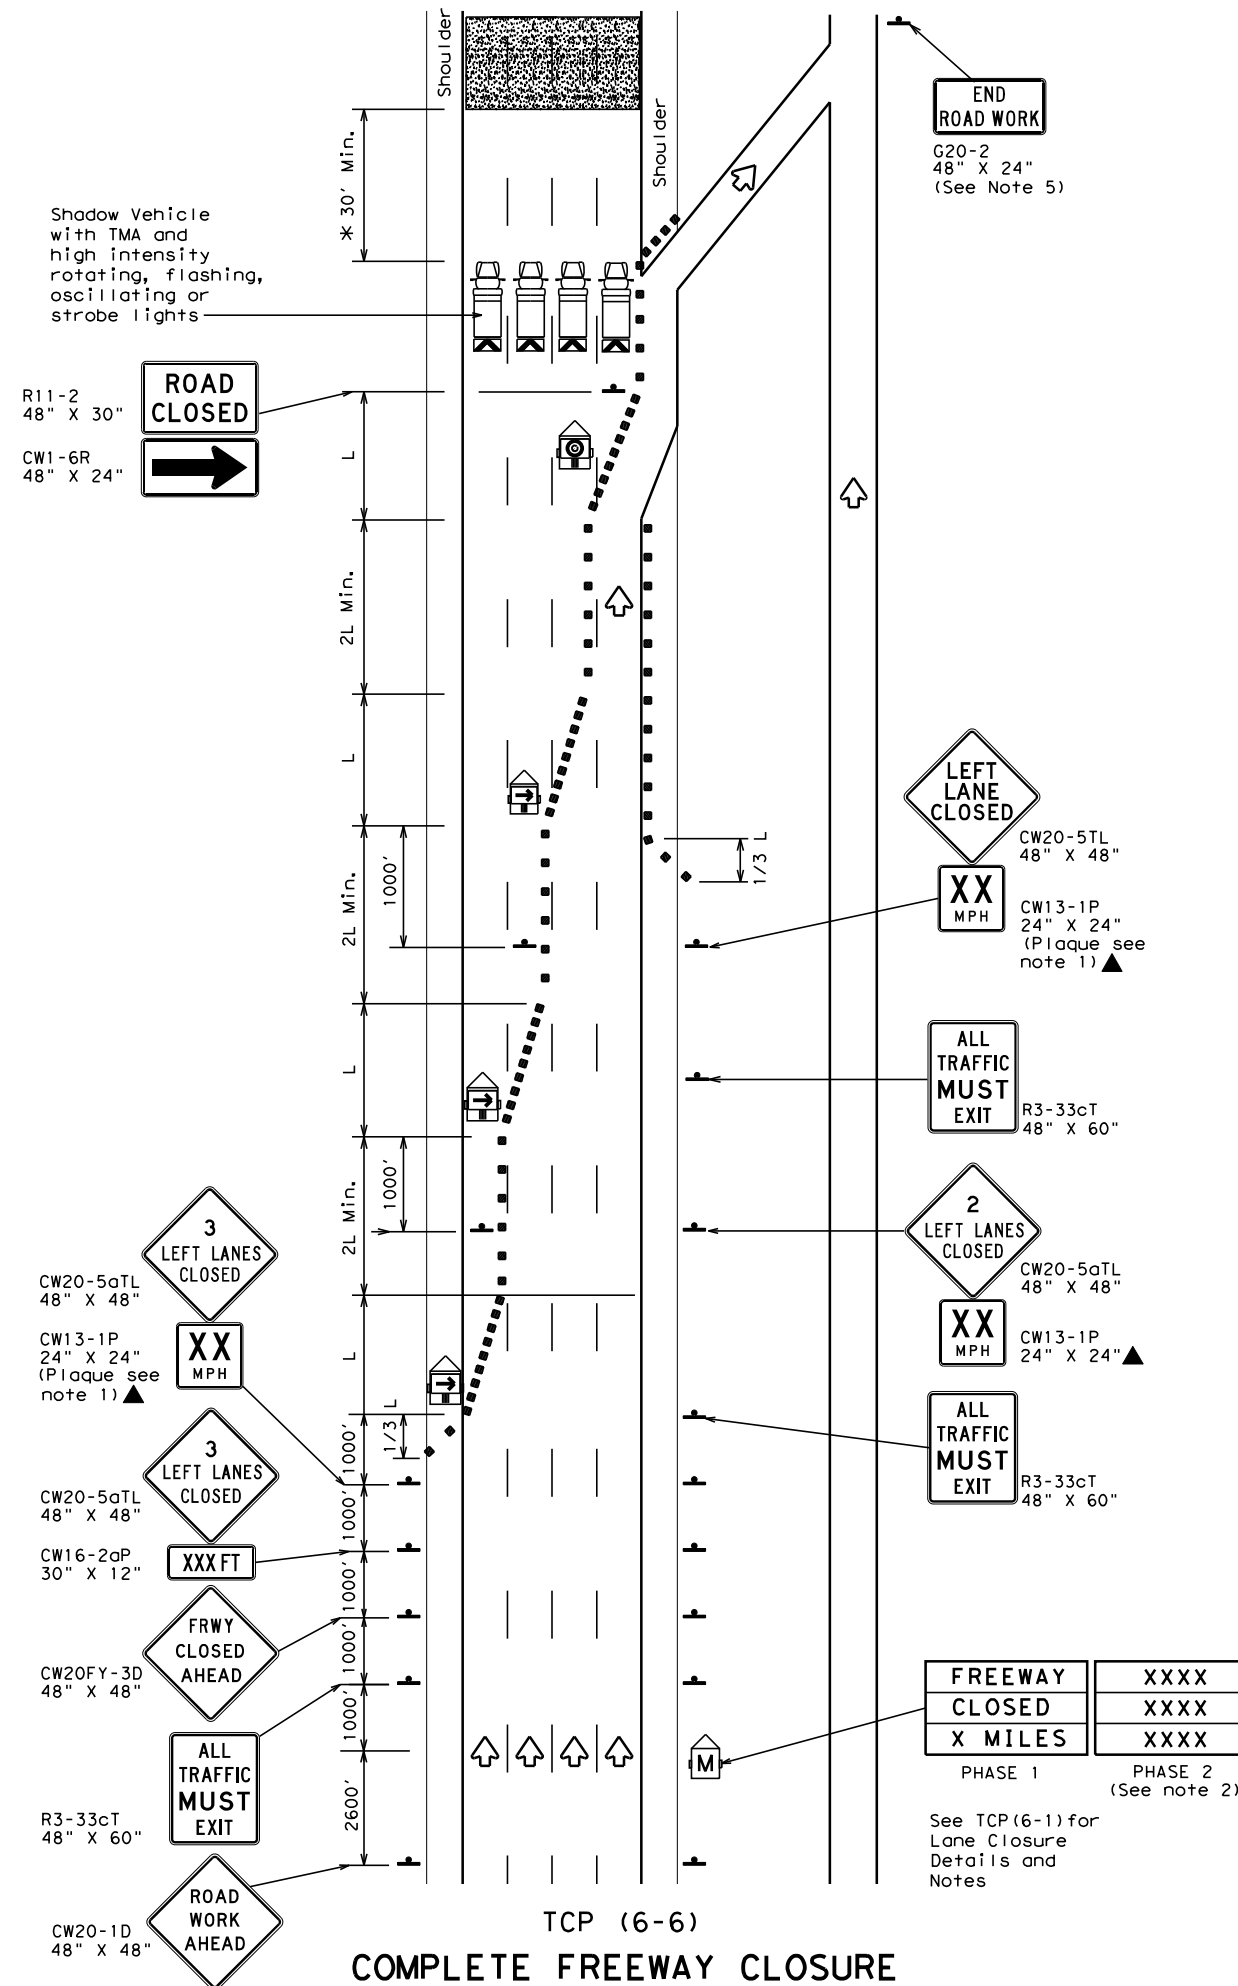 Shoulder
Shoulder
* 30' Min.
END
ROAD WORK
G20-2
48" X 24"
(See Note 5)
Shadow Vehicle
with TMA and
high intensity
rotating, flashing,
oscillating or
strobe lights
R11-2
48" X 30"
ROAD
CLOSED
CW1-6R
48" X 24"
L
2L Min.
L
2L Min.
1000'
1/3 L
LEFT
LANE
CLOSED
CW20-5TL
48" X 48"
XX
MPH
CW13-1P
24" X 24"
(Plaque see
note 1) ▲
L
ALL
TRAFFIC
MUST
EXIT
R3-33cT
48" X 60"
2L Min.
1000'
2
LEFT LANES
CLOSED
CW20-5aTL
48" X 48"
XX
MPH
CW13-1P
24" X 24" ▲
3
LEFT LANES
CLOSED
CW20-5aTL
48" X 48"
CW13-1P
24" X 24"
(Plaque see
note 1) ▲
XX
MPH
L
1/3 L
1000'
ALL
TRAFFIC
MUST
EXIT
R3-33cT
48" X 60"
3
LEFT LANES
CLOSED
CW20-5aTL
48" X 48"
1000'
CW16-2aP
30" X 12"
XXX FT
1000'
FRWY
CLOSED
AHEAD
CW20FY-3D
48" X 48"
1000'
1000'
ALL
TRAFFIC
MUST
EXIT
R3-33cT
48" X 60"
2600'
M
FREEWAY
CLOSED
X MILES
PHASE 1
XXXX
XXXX
XXXX
PHASE 2
(See note 2)
See TCP(6-1)for
Lane Closure
Details and
Notes
ROAD
WORK
AHEAD
CW20-1D
48" X 48"
TCP (6-6)
COMPLETE FREEWAY CLOSURE